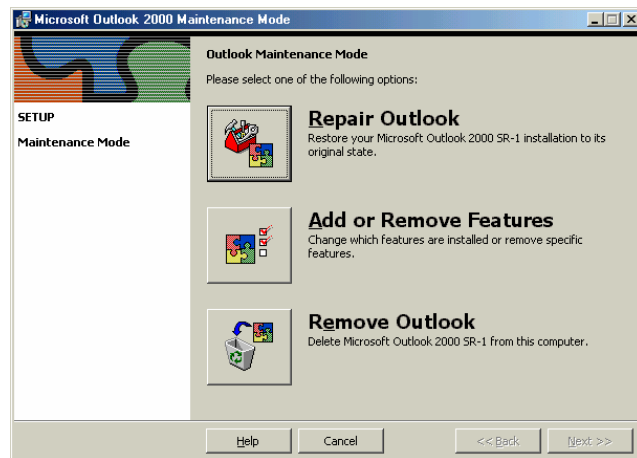 Microsoft Outlook 2000 Maintenance Mode
Outlook Maintenance Mode
Please select one of the following options:
SETUP
Maintenance Mode
Repair Outlook
Restore your Microsoft Outlook 2000 SR-1 installation to its
original state.
Add or Remove Features
Change which features are installed or remove specific
features.
Remove Outlook
Delete Microsoft Outlook 2000 SR-1 from this computer.
Help
Cancel
<< Back
Next >>